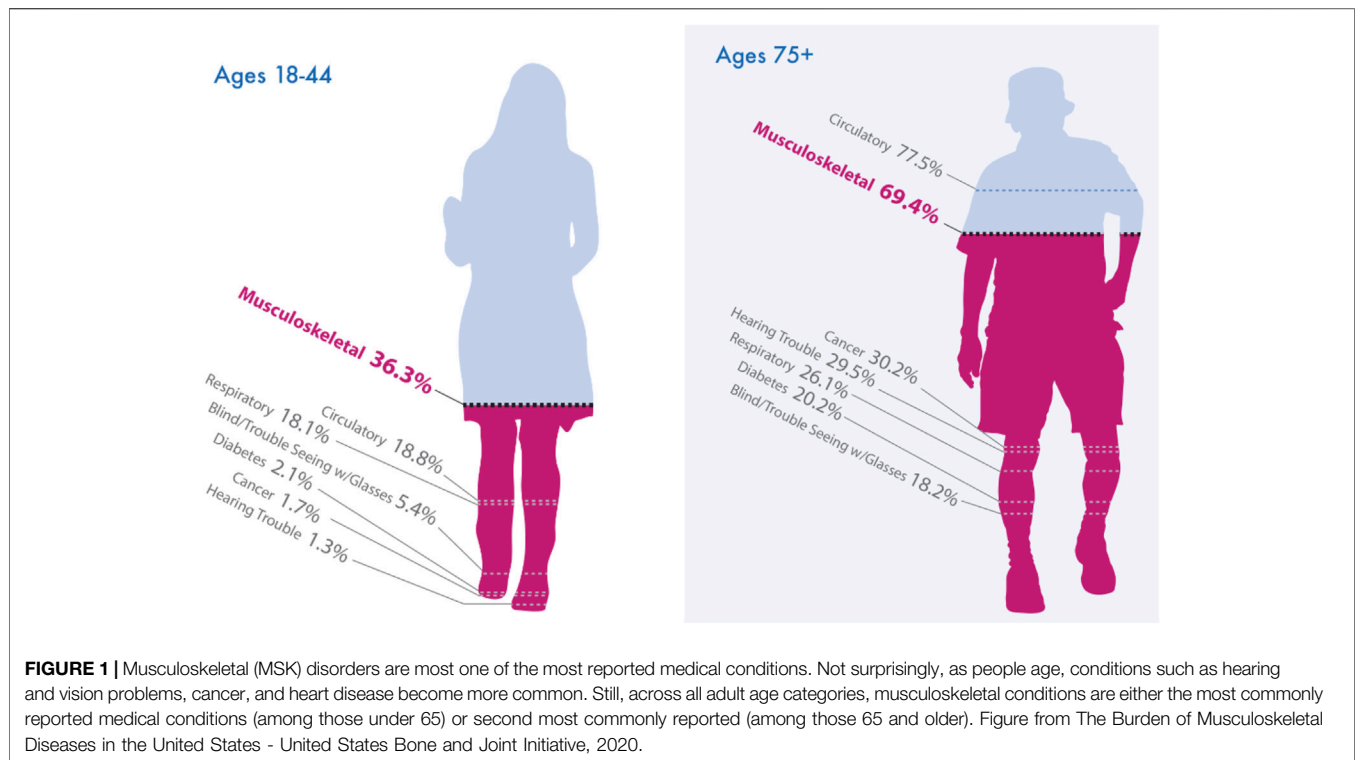 Ages 18-44
Musculoskeletal 36.3%
Circulatory 18.8%
Respiratory 18.1%
Blind/Trouble Seeing w/Glasses 5.4%
Diabetes 2.1%
Cancer 1.7%
Hearing Trouble 1.3%
Ages 75+
Circulatory 77.5%
Musculoskeletal 69.4%
Cancer 30.2%
Hearing Trouble 29.5%
Respiratory 26.1%
Diabetes 20.2%
Blind/Trouble Seeing w/Glasses 18.2%
FIGURE 1 | Musculoskeletal (MSK) disorders are most one of the most reported medical conditions. Not surprisingly, as people age, conditions such as hearing
and vision problems, cancer, and heart disease become more common. Still, across all adult age categories, musculoskeletal conditions are either the most commonly
reported medical conditions (among those under 65) or second most commonly reported (among those 65 and older). Figure from The Burden of Musculoskeletal
Diseases in the United States - United States Bone and Joint Initiative, 2020.